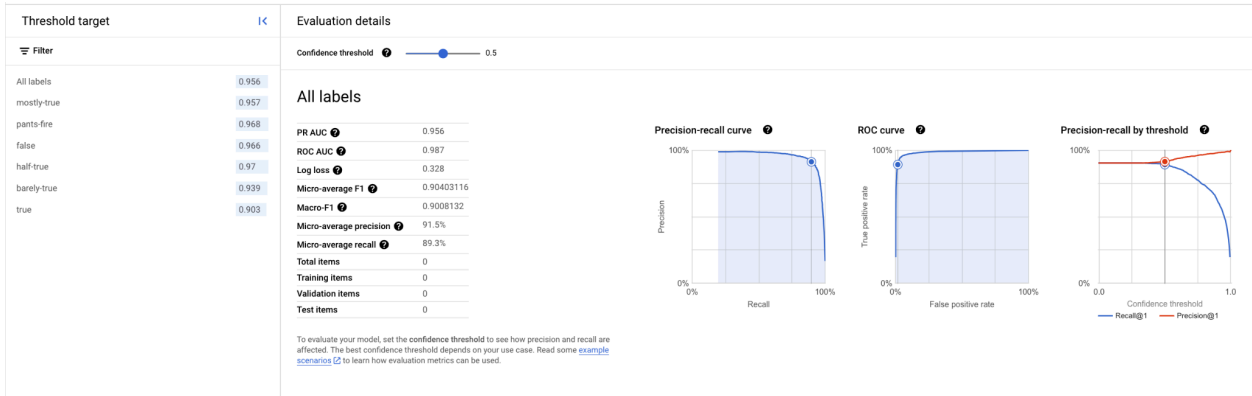 Threshold target
Filter
All labels 0.956
mostly-true 0.957
pants-fire 0.968
false 0.966
half-true 0.97
barely-true 0.939
true 0.903
Evaluation details
Confidence threshold ? 0.5
All labels
PR AUC ? 0.956
ROC AUC ? 0.987
Log loss ? 0.328
Micro-average F1 ? 0.90403116
Macro-F1 ? 0.9008132
Micro-average precision ? 91.5%
Micro-average recall ? 89.3%
Total items 0
Training items 0
Validation items 0
Test items 0
To evaluate your model, set the confidence threshold to see how precision and recall are
affected. The best confidence threshold depends on your use case. Read some example
scenarios to learn how evaluation metrics can be used.
Precision-recall curve ?
100%
Precision
0%
0% 100%
Recall
ROC curve ?
100%
True positive rate
0%
0% 100%
False positive rate
Precision-recall by threshold ?
100%
0%
0.0 1.0
Confidence threshold
Recall@1 Precision@1